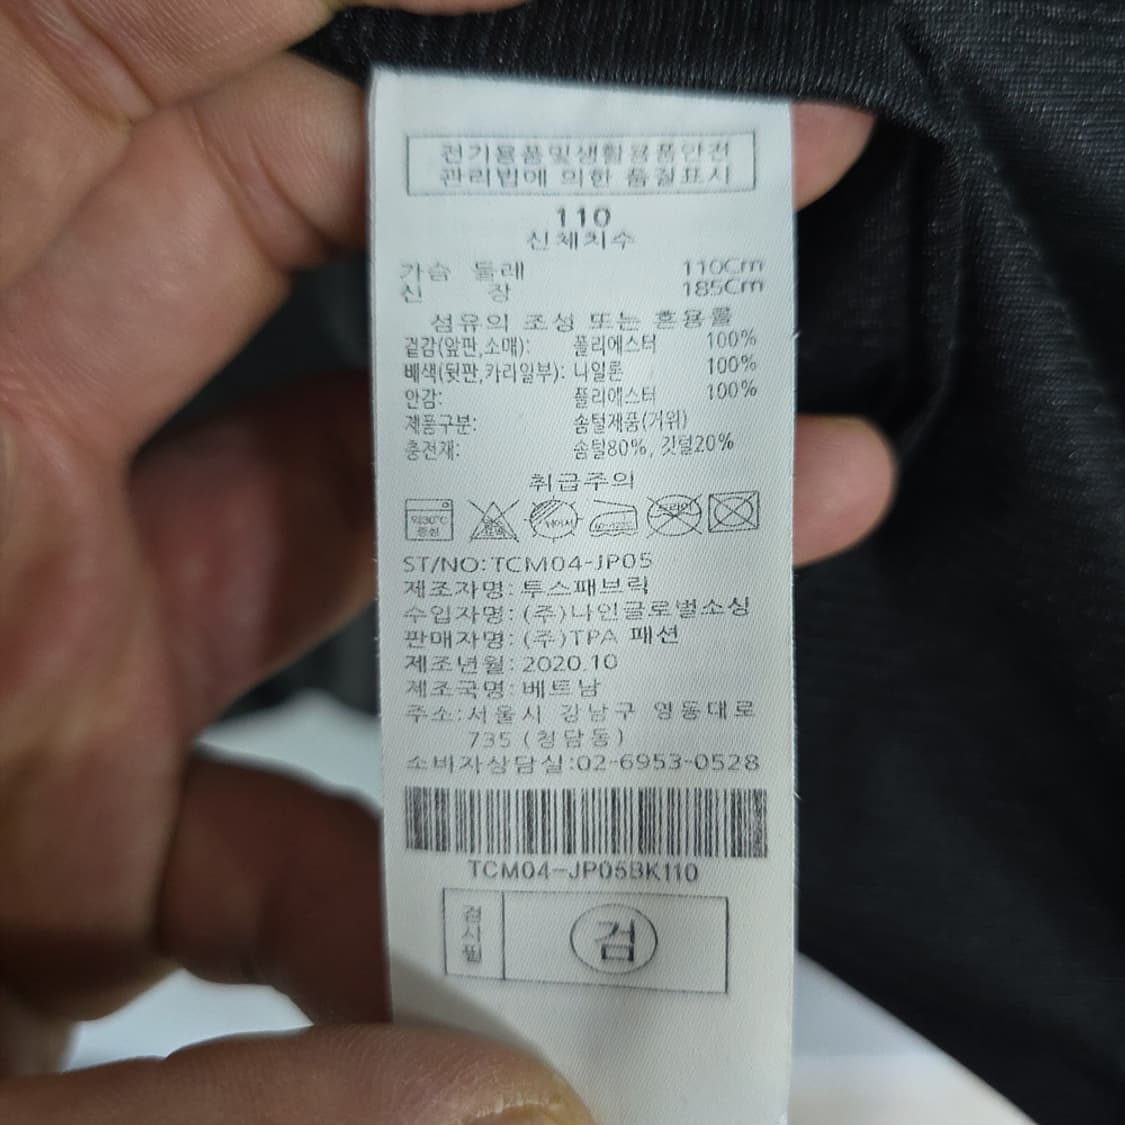 전기용품및생활용품안전
관리법에 의한 품질표시
110
신체치수
가슴 둘레 110Cm
신 장 185Cm
섬유의 조성 또는 혼용률
겉감(앞판,소매): 폴리에스터 100%
배색(뒷판,카라일부): 나일론 100%
안감: 폴리에스터 100%
제품구분: 솜털제품(거위)
충전재: 솜털80%, 깃털20%
취급주의
약30℃
중성
ST/NO:TCM04-JP05
제조자명: 투스패브릭
수입자명: (주)나인글로벌소싱
판매자명: (주)TPA 패션
제조년월: 2020.10
제조국명: 베트남
주소: 서울시 강남구 영동대로
735 (청담동)
소비자상담실:02-6953-0528
TCM04-JP05BK110
검사필
검